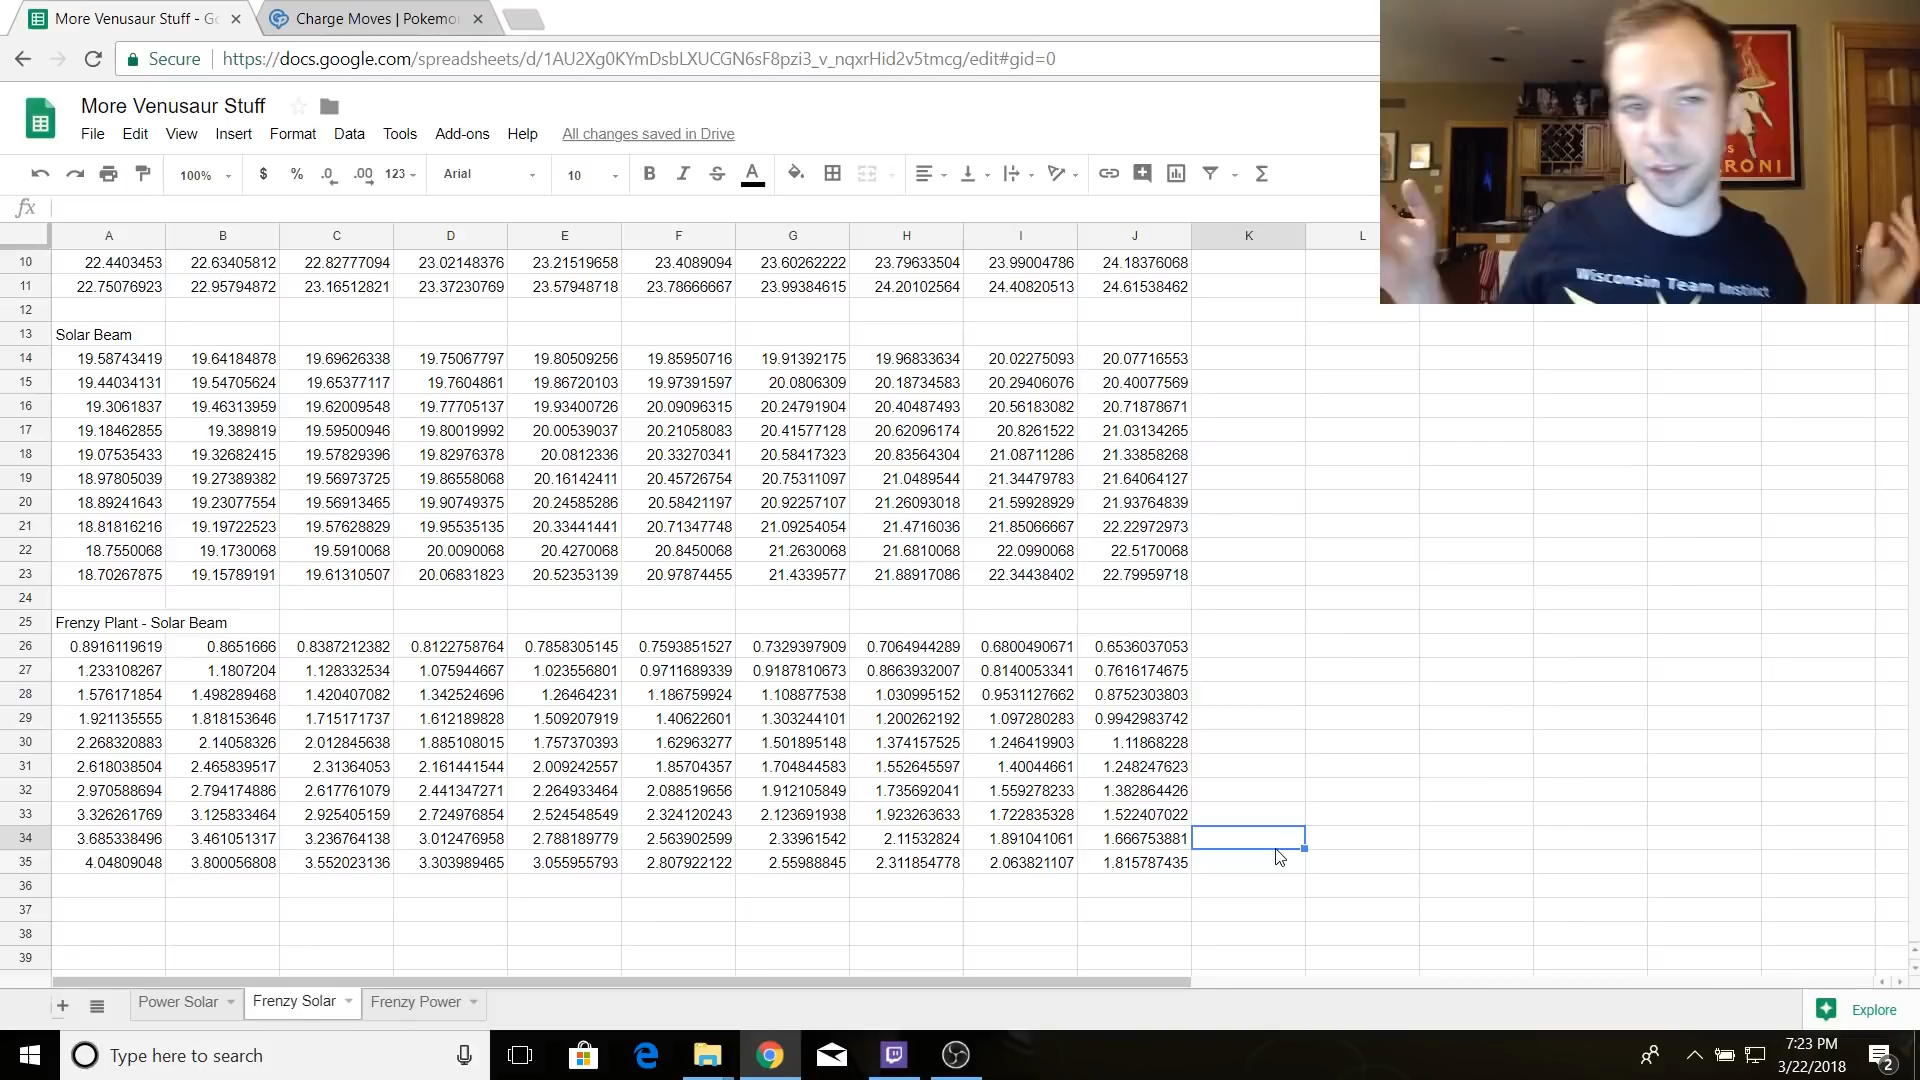 More Venusaur Stuff - Go
Charge Moves | Pokemo
Secure
https://docs.google.com/spreadsheets/d/1AU2Xg0KYmDsbLXUCGN6sF8pzi3_v_nqxrHid2v5tmcg/edit#gid=0
More Venusaur Stuff
File Edit View Insert Format Data Tools Add-ons Help All changes saved in Drive
100% $ % .0 .00 123 Arial 10 B I S A Σ
fx
A B C D E F G H I J K L
10 22.4403453 22.63405812 22.82777094 23.02148376 23.21519658 23.4089094 23.60262222 23.79633504 23.99004786 24.18376068
11 22.75076923 22.95794872 23.16512821 23.37230769 23.57948718 23.78666667 23.99384615 24.20102564 24.40820513 24.61538462
12
13 Solar Beam
14 19.58743419 19.64184878 19.69626338 19.75067797 19.80509256 19.85950716 19.91392175 19.96833634 20.02275093 20.07716553
15 19.44034131 19.54705624 19.65377117 19.7604861 19.86720103 19.97391597 20.0806309 20.18734583 20.29406076 20.40077569
16 19.3061837 19.46313959 19.62009548 19.77705137 19.93400726 20.09096315 20.24791904 20.40487493 20.56183082 20.71878671
17 19.18462855 19.389819 19.59500946 19.80019992 20.00539037 20.21058083 20.41577128 20.62096174 20.8261522 21.03134265
18 19.07535433 19.32682415 19.57829396 19.82976378 20.0812336 20.33270341 20.58417323 20.83564304 21.08711286 21.33858268
19 18.97805039 19.27389382 19.56973725 19.86558068 20.16142411 20.45726754 20.75311097 21.0489544 21.34479783 21.64064127
20 18.89241643 19.23077554 19.56913465 19.90749375 20.24585286 20.58421197 20.92257107 21.26093018 21.59928929 21.93764839
21 18.81816216 19.19722523 19.57628829 19.95535135 20.33441441 20.71347748 21.09254054 21.4716036 21.85066667 22.22972973
22 18.7550068 19.1730068 19.5910068 20.0090068 20.4270068 20.8450068 21.2630068 21.6810068 22.0990068 22.5170068
23 18.70267875 19.15789191 19.61310507 20.06831823 20.52353139 20.97874455 21.4339577 21.88917086 22.34438402 22.79959718
24
25 Frenzy Plant - Solar Beam
26 0.8916119619 0.8651666 0.8387212382 0.8122758764 0.7858305145 0.7593851527 0.7329397909 0.7064944289 0.6800490671 0.6536037053
27 1.233108267 1.1807204 1.128332534 1.075944667 1.023556801 0.9711689339 0.9187810673 0.8663932007 0.8140053341 0.7616174675
28 1.576171854 1.498289468 1.420407082 1.342524696 1.26464231 1.186759924 1.108877538 1.030995152 0.9531127662 0.8752303803
29 1.921135555 1.818153646 1.715171737 1.612189828 1.509207919 1.40622601 1.303244101 1.200262192 1.097280283 0.9942983742
30 2.268320883 2.14058326 2.012845638 1.885108015 1.757370393 1.62963277 1.501895148 1.374157525 1.246419903 1.11868228
31 2.618038504 2.465839517 2.31364053 2.161441544 2.009242557 1.85704357 1.704844583 1.552645597 1.40044661 1.248247623
32 2.970588694 2.794174886 2.617761079 2.441347271 2.264933464 2.088519656 1.912105849 1.735692041 1.559278233 1.382864426
33 3.326261769 3.125833464 2.925405159 2.724976854 2.524548549 2.324120243 2.123691938 1.923263633 1.722835328 1.522407022
34 3.685338496 3.461051317 3.236764138 3.012476958 2.788189779 2.563902599 2.33961542 2.11532824 1.891041061 1.666753881
35 4.04809048 3.800056808 3.552023136 3.303989465 3.055955793 2.807922122 2.55988845 2.311854778 2.063821107 1.815787435
36
37
38
39
Power Solar Frenzy Solar Frenzy Power
Explore
Type here to search
7:23 PM
3/22/2018
2
RONI
Wisconsin Team Instinct